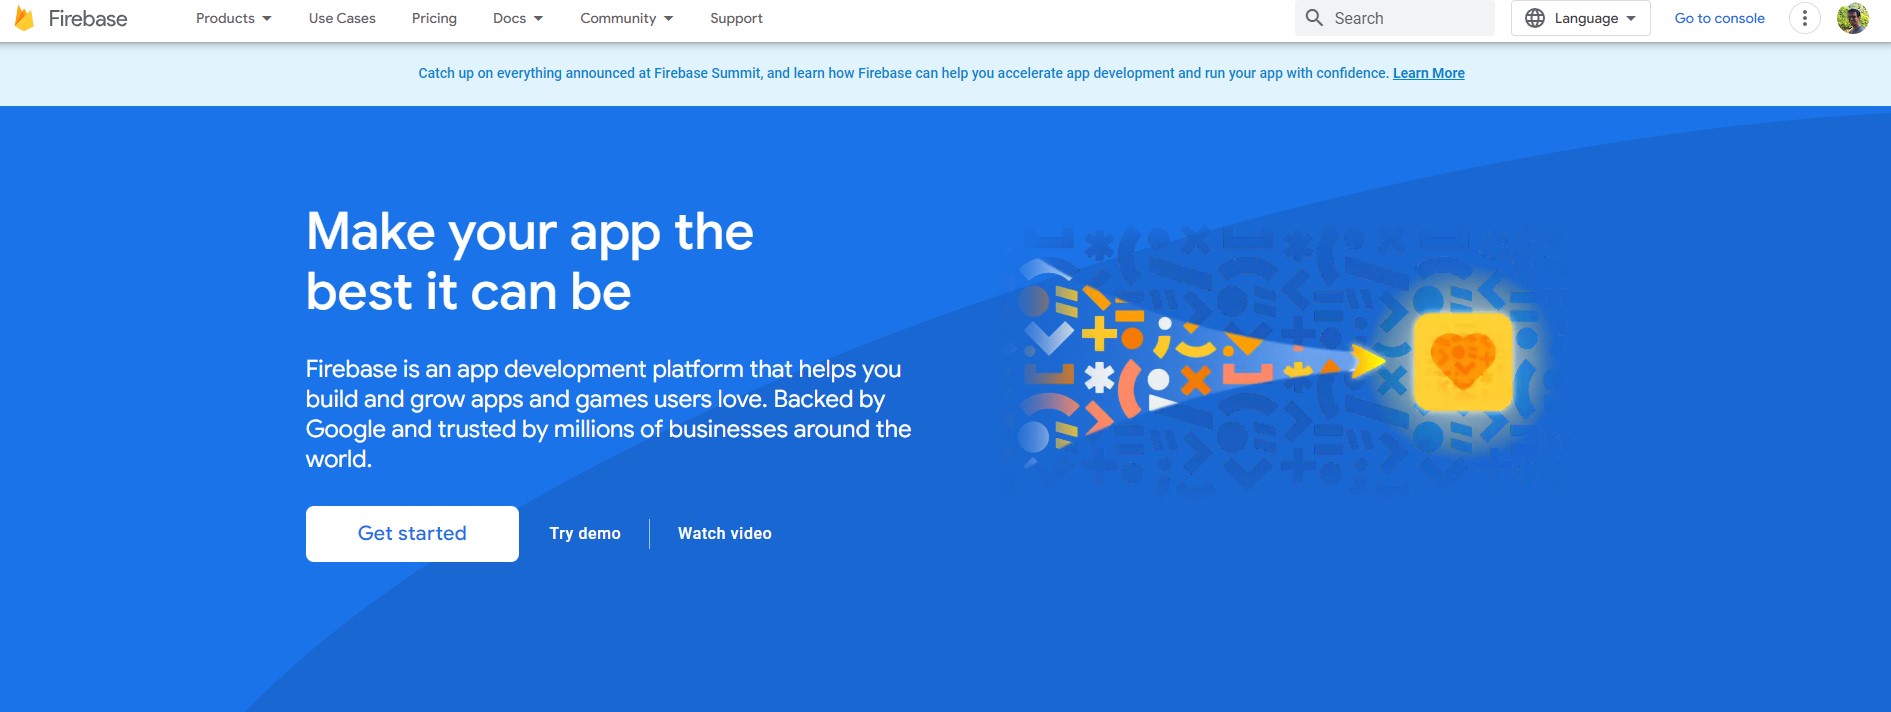 Firebase
Products
Use Cases
Pricing
Docs
Community
Support
Search
Language
Go to console
Catch up on everything announced at Firebase Summit, and learn how Firebase can help you accelerate app development and run your app with confidence. Learn More
Make your app the
best it can be
Firebase is an app development platform that helps you
build and grow apps and games users love. Backed by
Google and trusted by millions of businesses around the
world.
Get started
Try demo
Watch video